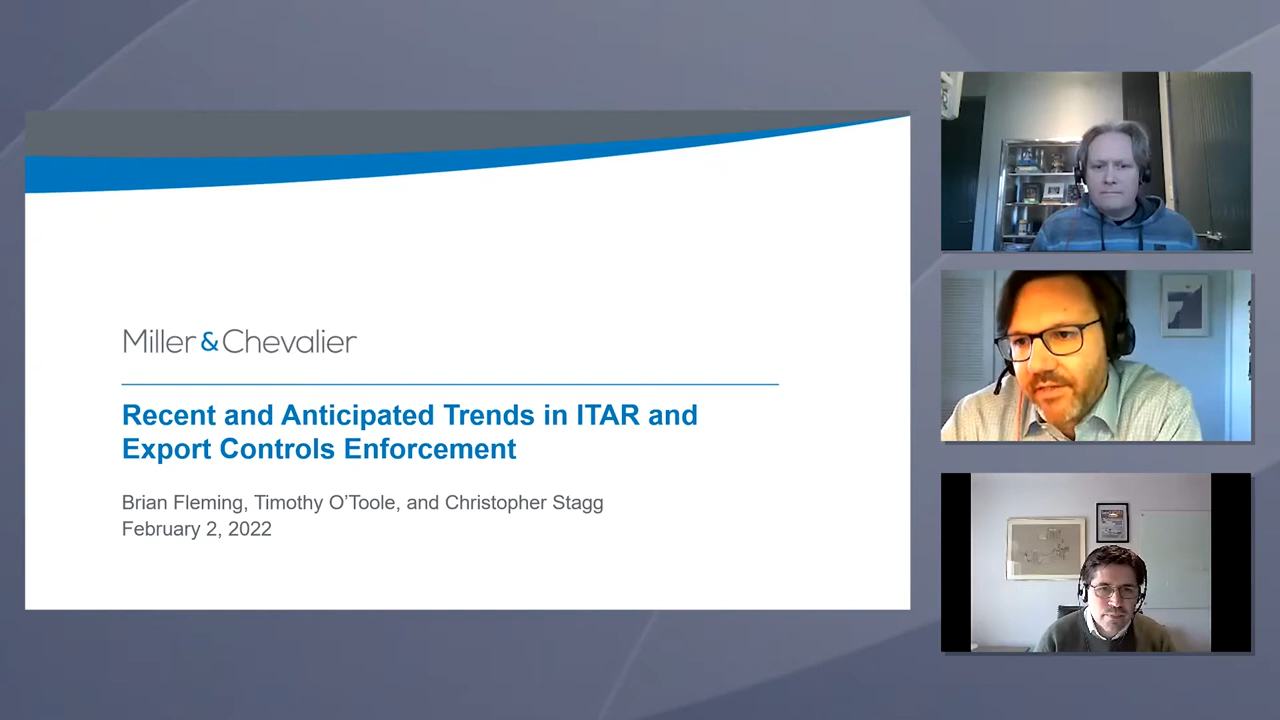 Miller & Chevalier
Recent and Anticipated Trends in ITAR and
Export Controls Enforcement
Brian Fleming, Timothy O'Toole, and Christopher Stagg
February 2, 2022